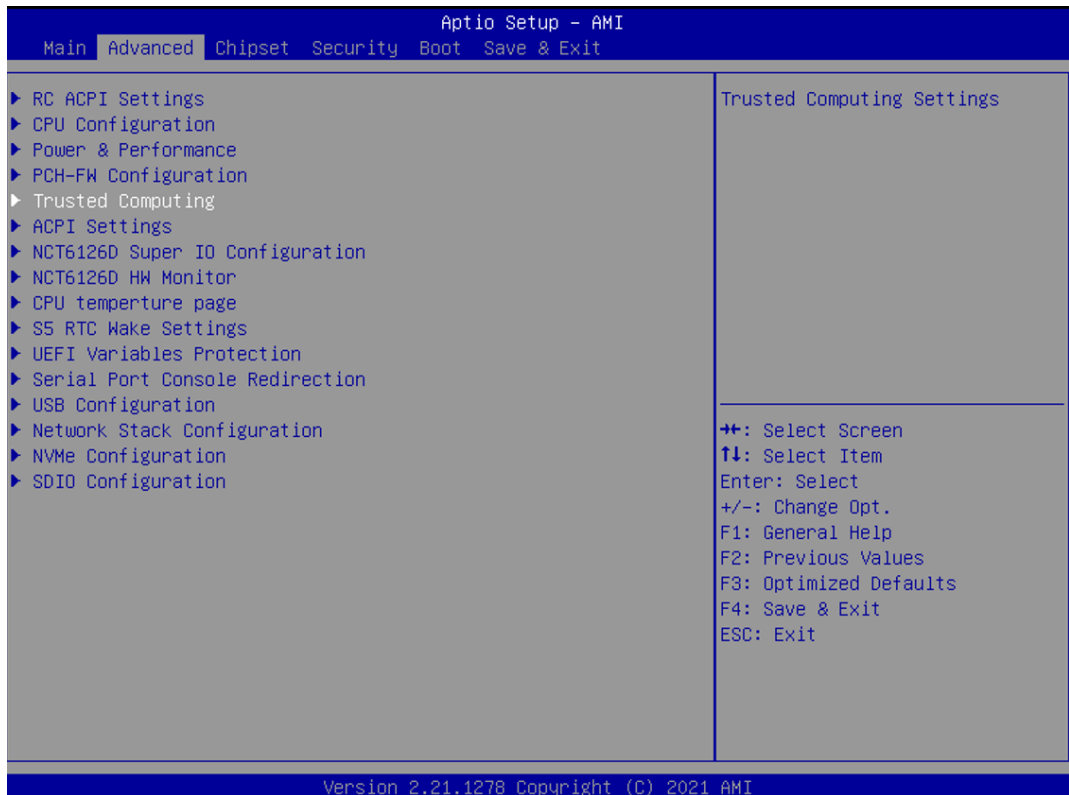 Aptio Setup – AMI
Main Advanced Chipset Security Boot Save & Exit
▶ RC ACPI Settings
▶ CPU Configuration
▶ Power & Performance
▶ PCH-FW Configuration
▶ Trusted Computing
▶ ACPI Settings
▶ NCT6126D Super IO Configuration
▶ NCT6126D HW Monitor
▶ CPU temperture page
▶ S5 RTC Wake Settings
▶ UEFI Variables Protection
▶ Serial Port Console Redirection
▶ USB Configuration
▶ Network Stack Configuration
▶ NVMe Configuration
▶ SDIO Configuration
Trusted Computing Settings
→←: Select Screen
↑↓: Select Item
Enter: Select
+/-: Change Opt.
F1: General Help
F2: Previous Values
F3: Optimized Defaults
F4: Save & Exit
ESC: Exit
Version 2.21.1278 Copyright (C) 2021 AMI